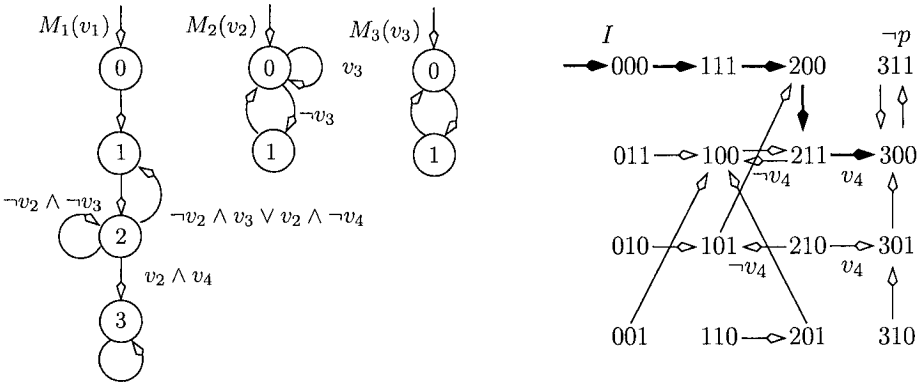 M₁(v₁) M₂(v₂) M₃(v₃)
0 0 0
v₃
¬v₃
1 1 1
¬v₂ ∧ ¬v₃
¬v₂ ∧ v₃ ∨ v₂ ∧ ¬v₄
2
v₂ ∧ v₄
3
I ¬p
000 111 200 311
011 100 211 300
¬v₄ v₄
010 101 210 301
¬v₄ v₄
001 110 201 310